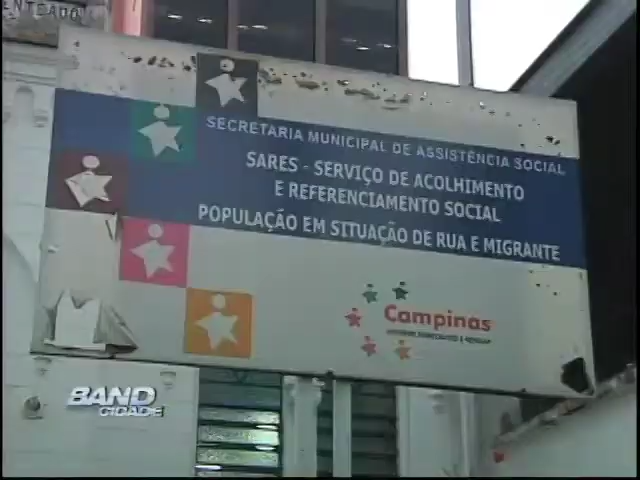 ENTEADO
SECRETARIA MUNICIPAL DE ASSISTÊNCIA SOCIAL
SARES - SERVIÇO DE ACOLHIMENTO
E REFERENCIAMENTO SOCIAL
POPULAÇÃO EM SITUAÇÃO DE RUA E MIGRANTE
Campinas
BAND
CIDADE